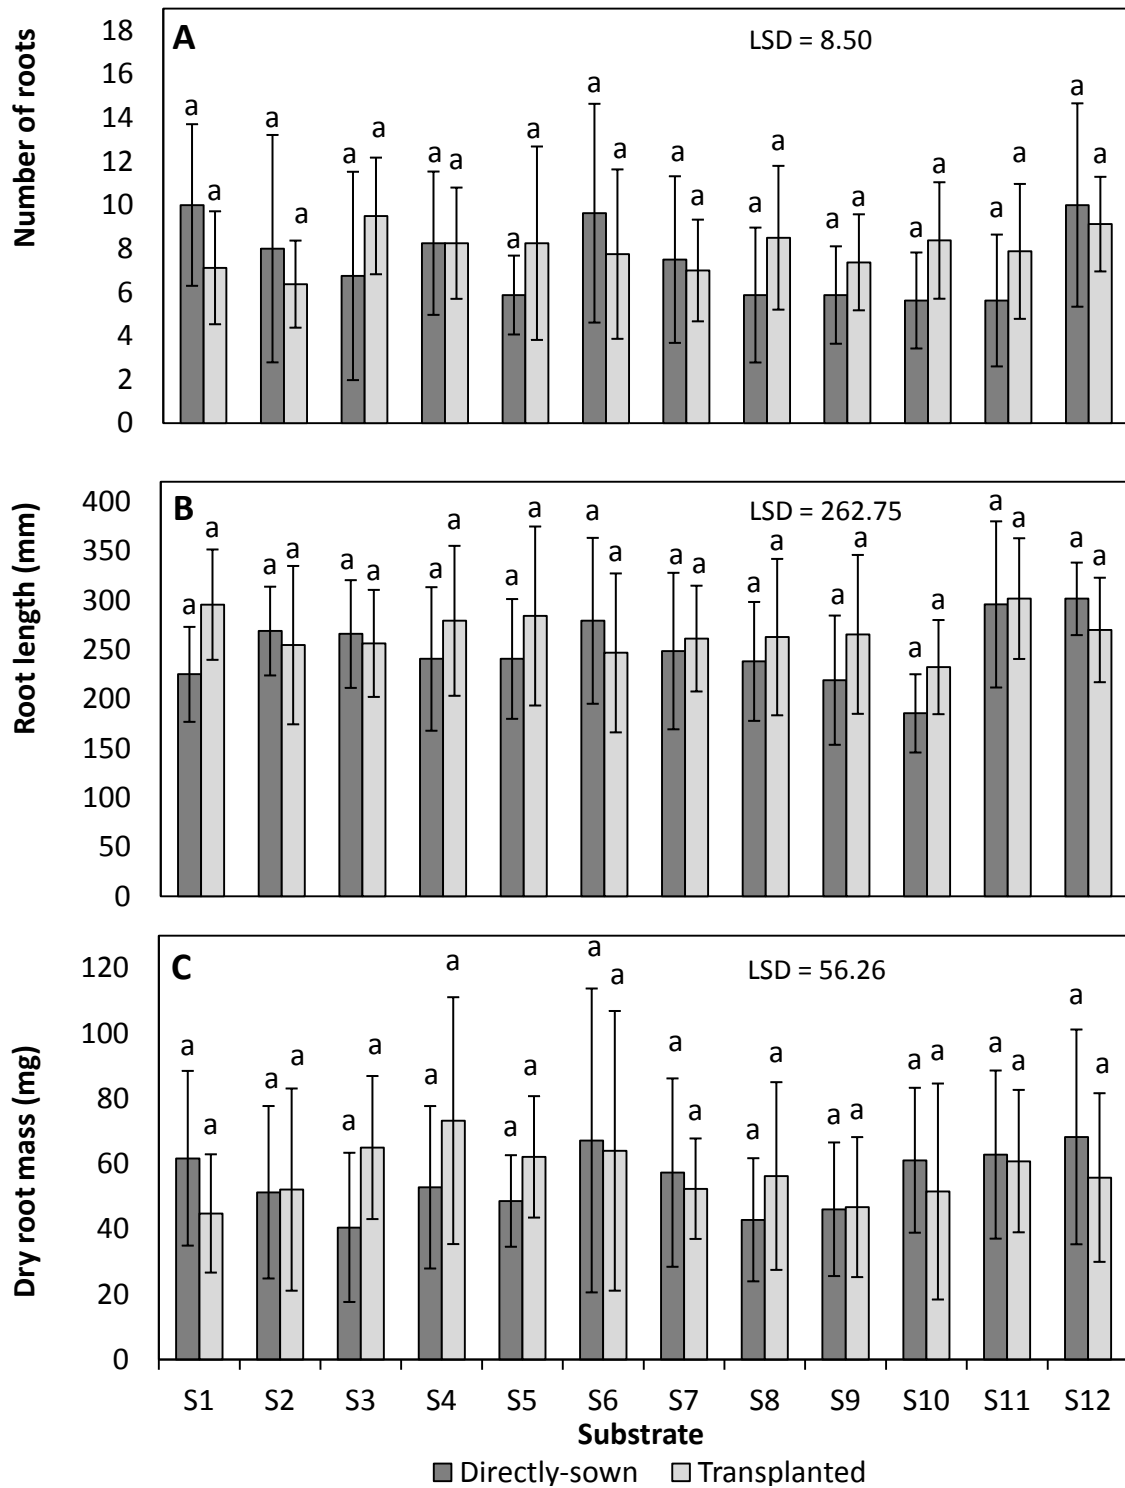 A
LSD = 8.50
Number of roots
18
16
14
12
10
8
6
4
2
0
a a a a a a a a a a a a a a a a a a a a a a a a
B
LSD = 262.75
Root length (mm)
400
350
300
250
200
150
100
50
0
a a a a a a a a a a a a a a a a a a a a a a a a
C
LSD = 56.26
Dry root mass (mg)
120
100
80
60
40
20
0
a a a a a a a a a a a a a a a a a a a a a a a a
S1 S2 S3 S4 S5 S6 S7 S8 S9 S10 S11 S12
Substrate
Directly-sown Transplanted